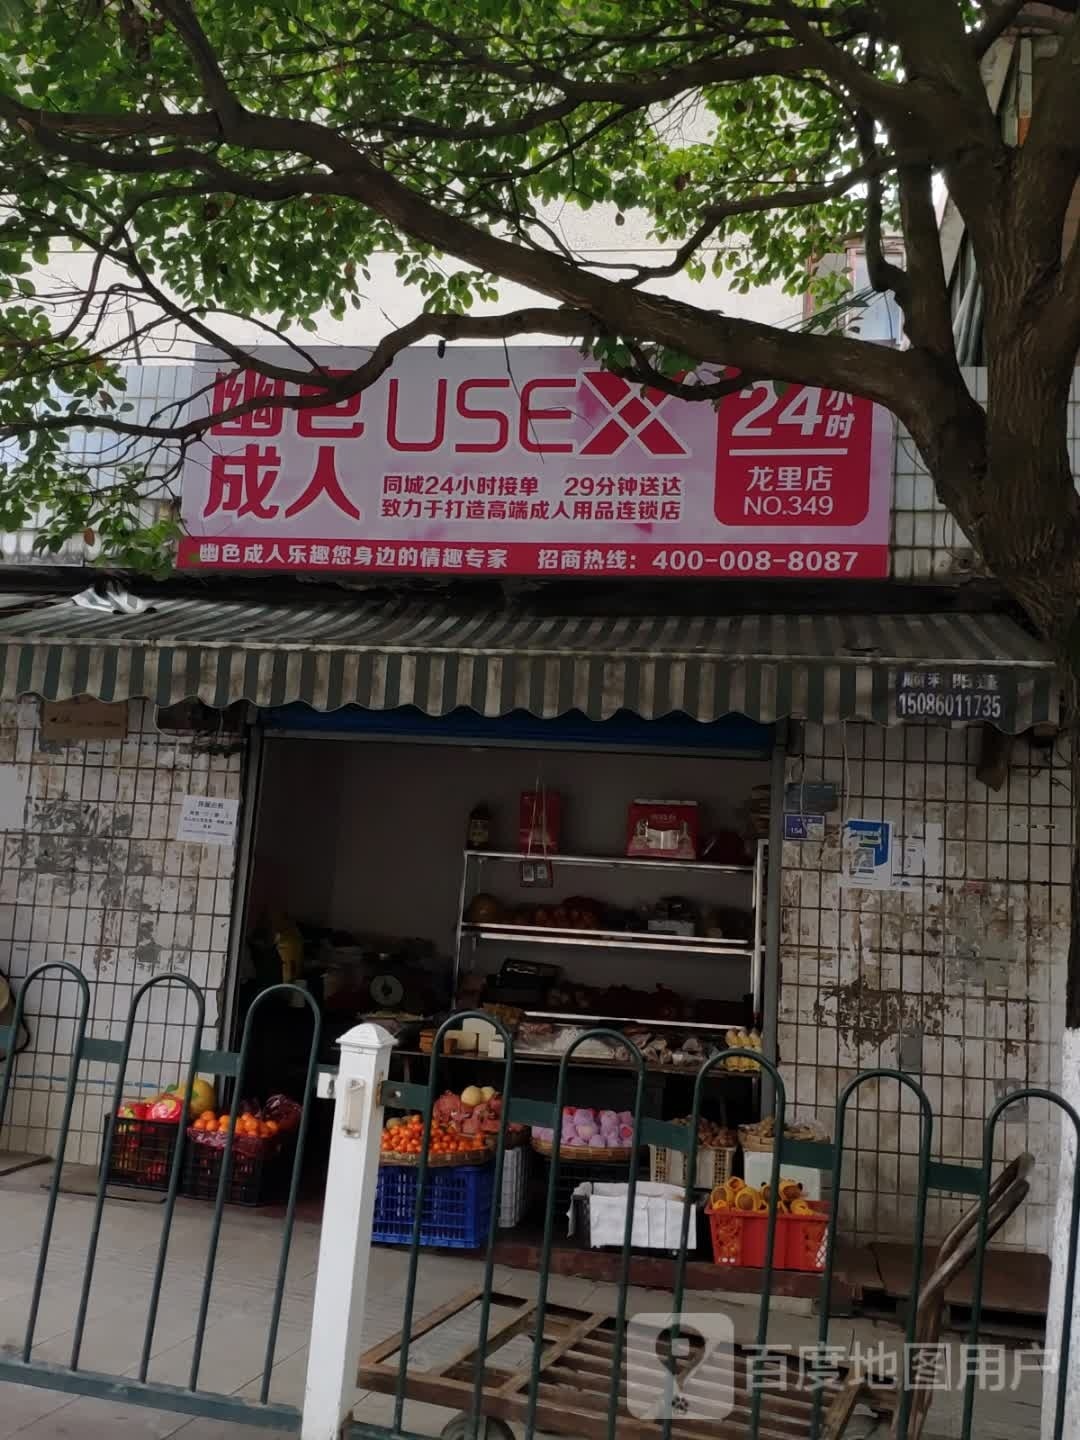 幽色 USEX
成人
24小时
龙里店
NO.349
同城24小时接单 29分钟送达
致力于打造高端成人用品连锁店
幽色成人乐趣您身边的情趣专家 招商热线：400-008-8087
15086011735
154
百度地图用户